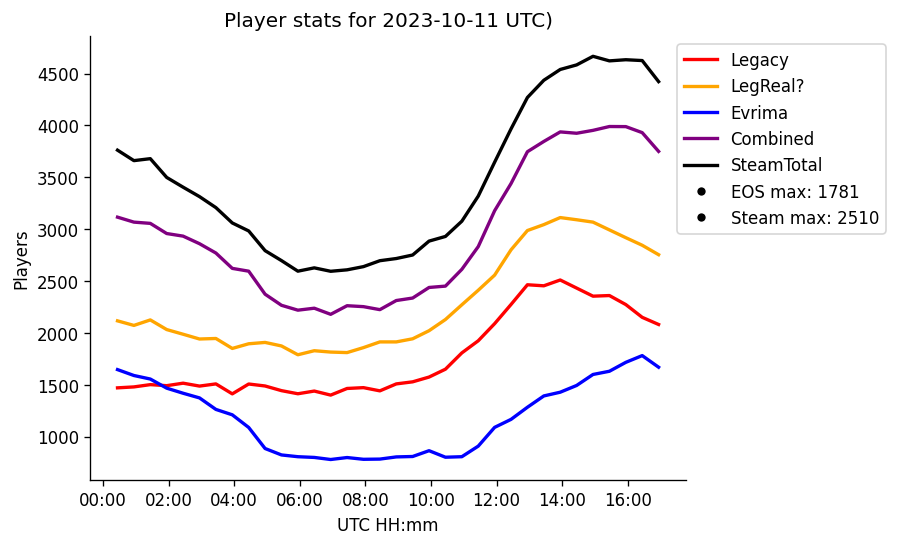 Player stats for 2023-10-11 UTC)
Legacy
LegReal?
Evrima
Combined
SteamTotal
EOS max: 1781
Steam max: 2510
Players
4500
4000
3500
3000
2500
2000
1500
1000
00:00 02:00 04:00 06:00 08:00 10:00 12:00 14:00 16:00
UTC HH:mm